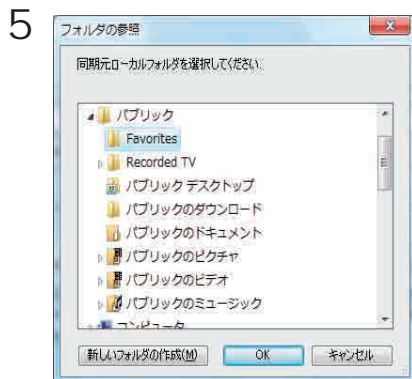 5
フォルダの参照
同期元ローカルフォルダを選択してください.
パブリック
Favorites
Recorded TV
パブリック デスクトップ
パブリックのダウンロード
パブリックのドキュメント
パブリックのピクチャ
パブリックのビデオ
パブリックのミュージック
コンピュータ
新しいフォルダの作成(M) OK キャンセル